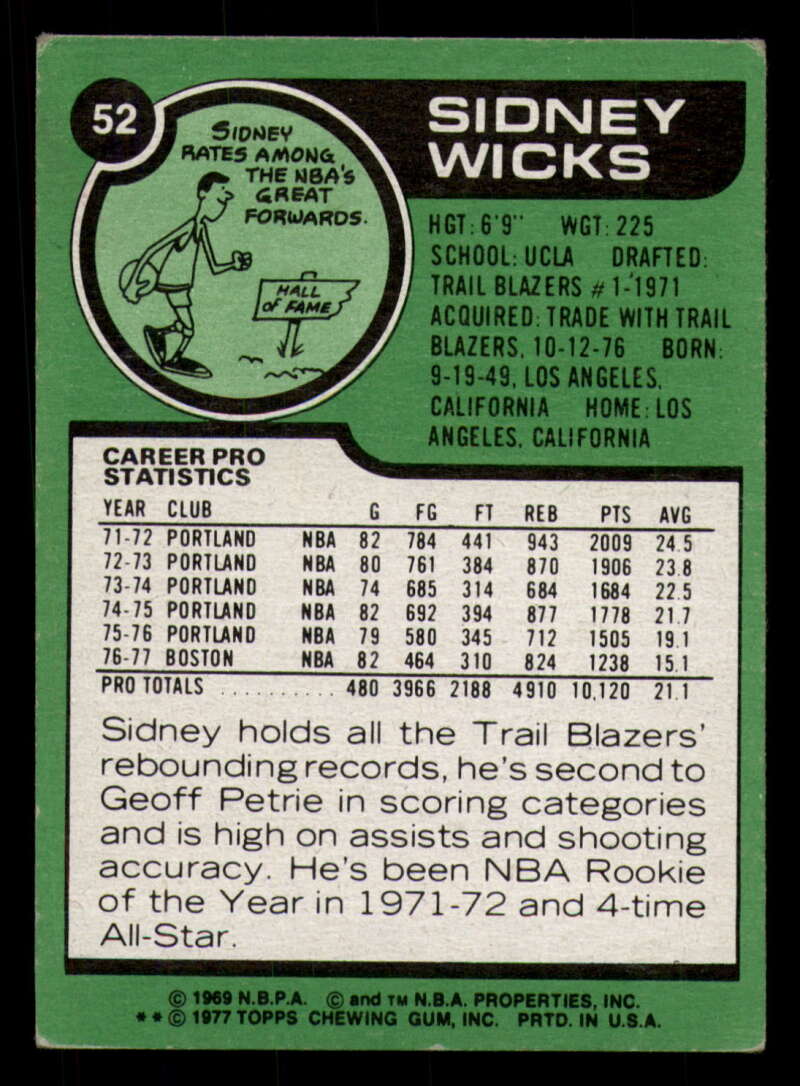 52
SIDNEY
RATES AMONG
THE NBA'S
GREAT
FORWARDS.
HALL
of FAME
SIDNEY
WICKS
HGT: 6'9" WGT: 225
SCHOOL: UCLA DRAFTED:
TRAIL BLAZERS #1-1971
ACQUIRED: TRADE WITH TRAIL
BLAZERS, 10-12-76 BORN:
9-19-49, LOS ANGELES,
CALIFORNIA HOME: LOS
ANGELES, CALIFORNIA
CAREER PRO
STATISTICS
YEAR CLUB G FG FT REB PTS AVG
71-72 PORTLAND NBA 82 784 441 943 2009 24.5
72-73 PORTLAND NBA 80 761 384 870 1906 23.8
73-74 PORTLAND NBA 74 685 314 684 1684 22.5
74-75 PORTLAND NBA 82 692 394 877 1778 21.7
75-76 PORTLAND NBA 79 580 345 712 1505 19.1
76-77 BOSTON NBA 82 464 310 824 1238 15.1
PRO TOTALS .......... 480 3966 2188 4910 10,120 21.1
Sidney holds all the Trail Blazers'
rebounding records, he's second to
Geoff Petrie in scoring categories
and is high on assists and shooting
accuracy. He's been NBA Rookie
of the Year in 1971-72 and 4-time
All-Star.
© 1969 N.B.P.A. © and TM N.B.A. PROPERTIES, INC.
**© 1977 TOPPS CHEWING GUM, INC. PRTD. IN U.S.A.